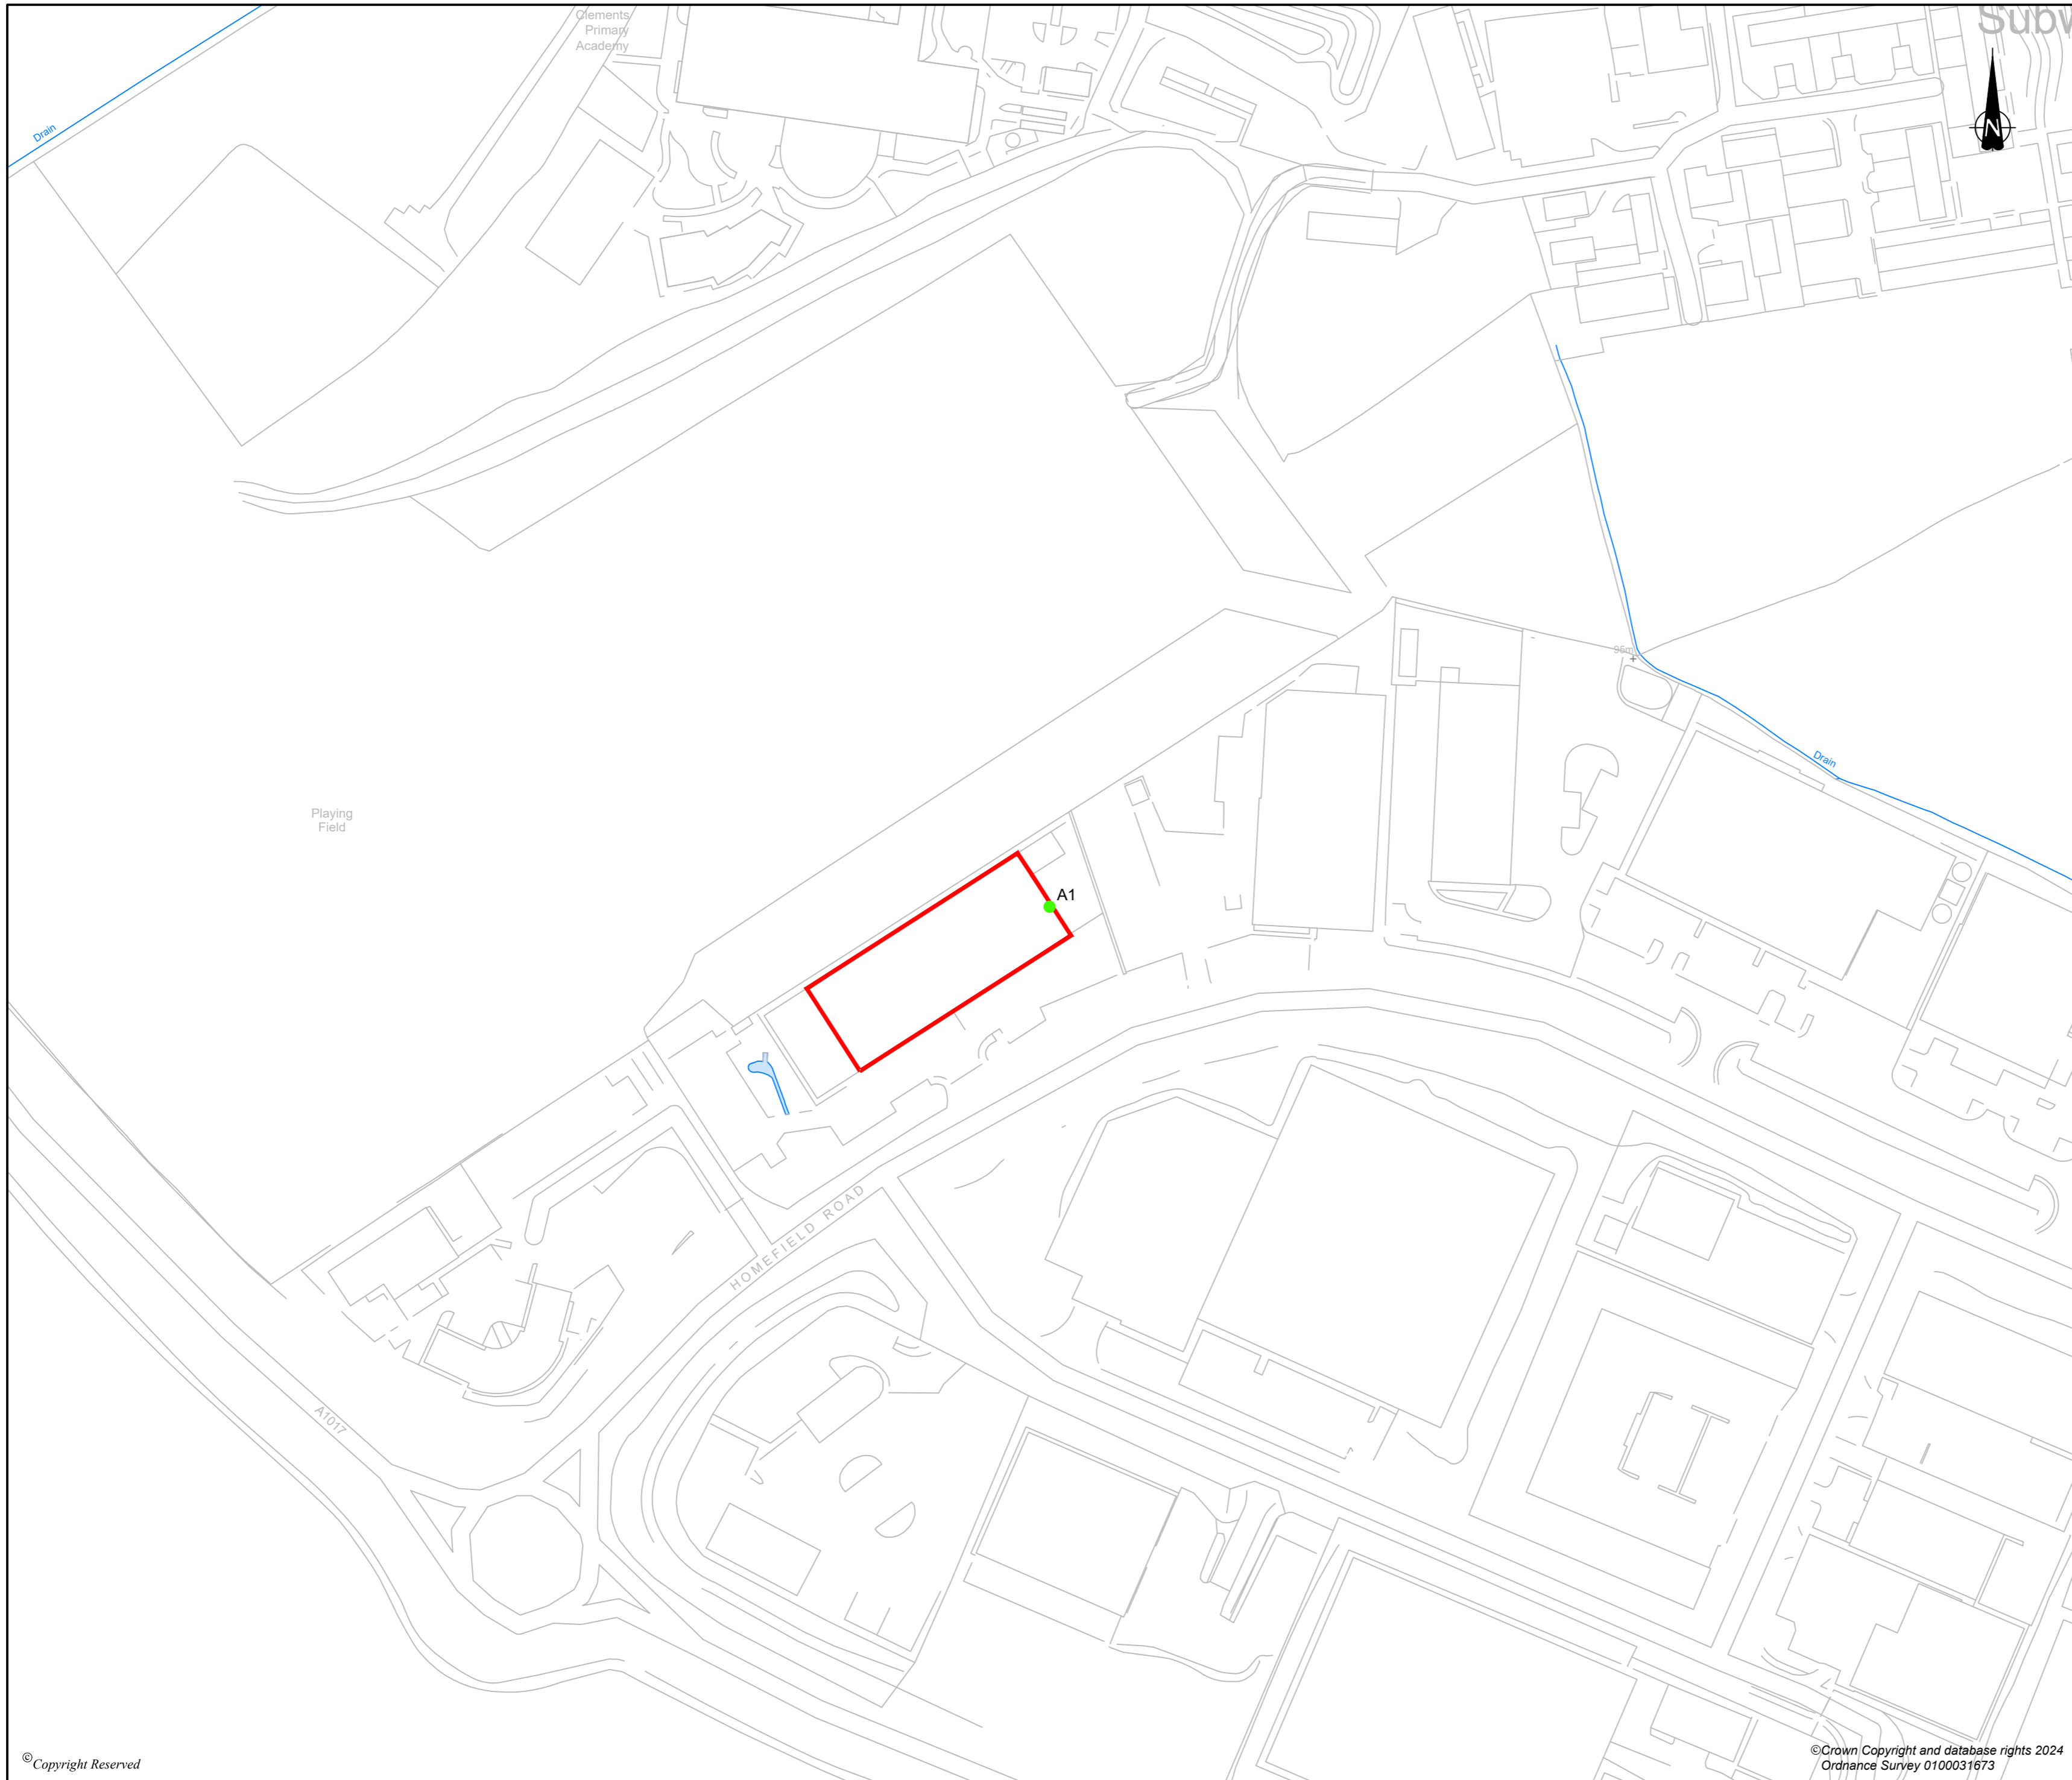 Clements
Primary
Academy
Subw
N
Drain
95m
Drain
Playing
Field
A1
HOMEFIELD ROAD
A1017
©Copyright Reserved
©Crown Copyright and database rights 2024
Ordnance Survey 0100031673